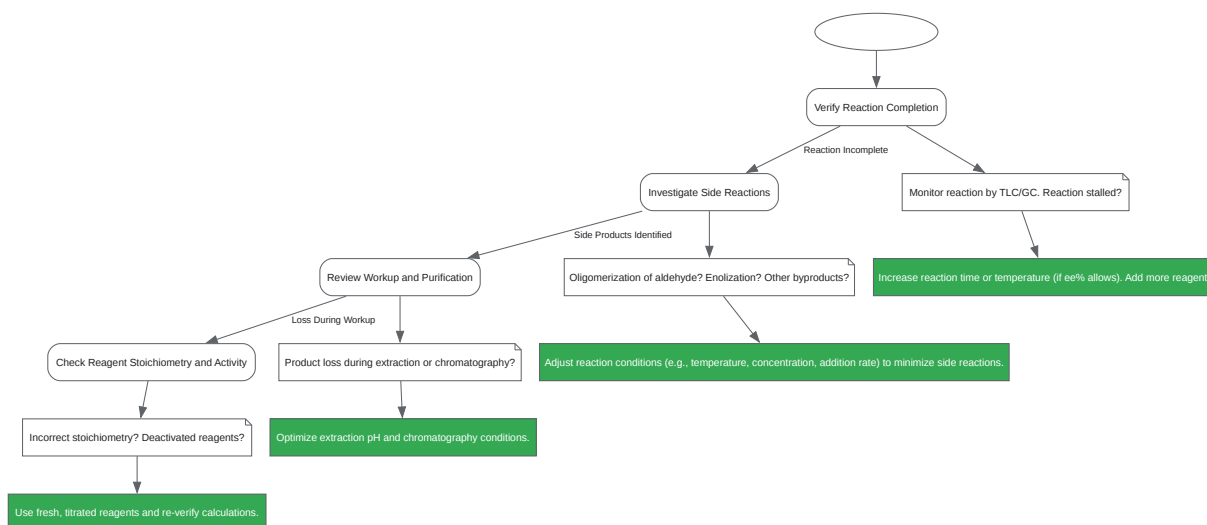 Verify Reaction Completion
Reaction Incomplete
Investigate Side Reactions
Monitor reaction by TLC/GC. Reaction stalled?
Side Products Identified
Review Workup and Purification
Oligomerization of aldehyde? Enolization? Other byproducts?
Increase reaction time or temperature (if ee% allows). Add more reagent
Loss During Workup
Check Reagent Stoichiometry and Activity
Product loss during extraction or chromatography?
Adjust reaction conditions (e.g., temperature, concentration, addition rate) to minimize side reactions.
Incorrect stoichiometry? Deactivated reagents?
Optimize extraction pH and chromatography conditions.
Use fresh, titrated reagents and re-verify calculations.